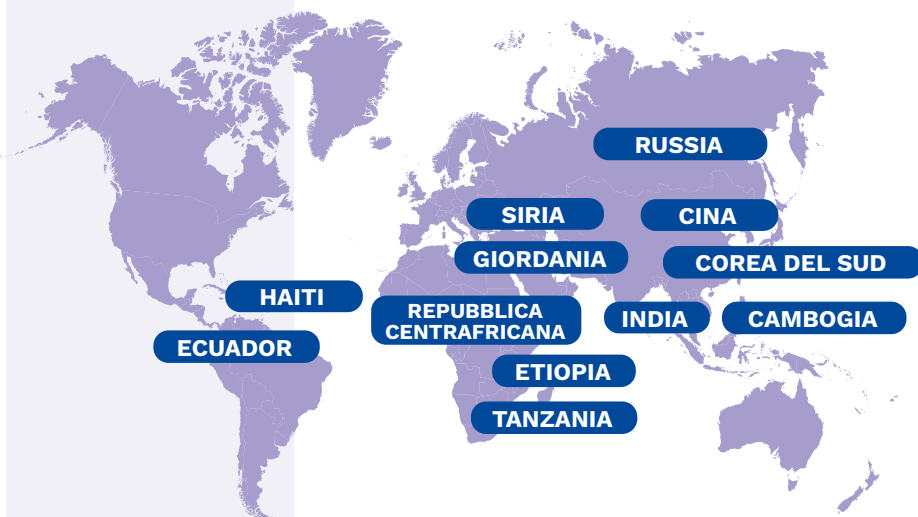 RUSSIA
SIRIA
CINA
GIORDANIA
COREA DEL SUD
HAITI
REPUBBLICA
CENTRAFRICANA
INDIA
CAMBOGIA
ECUADOR
ETIOPIA
TANZANIA